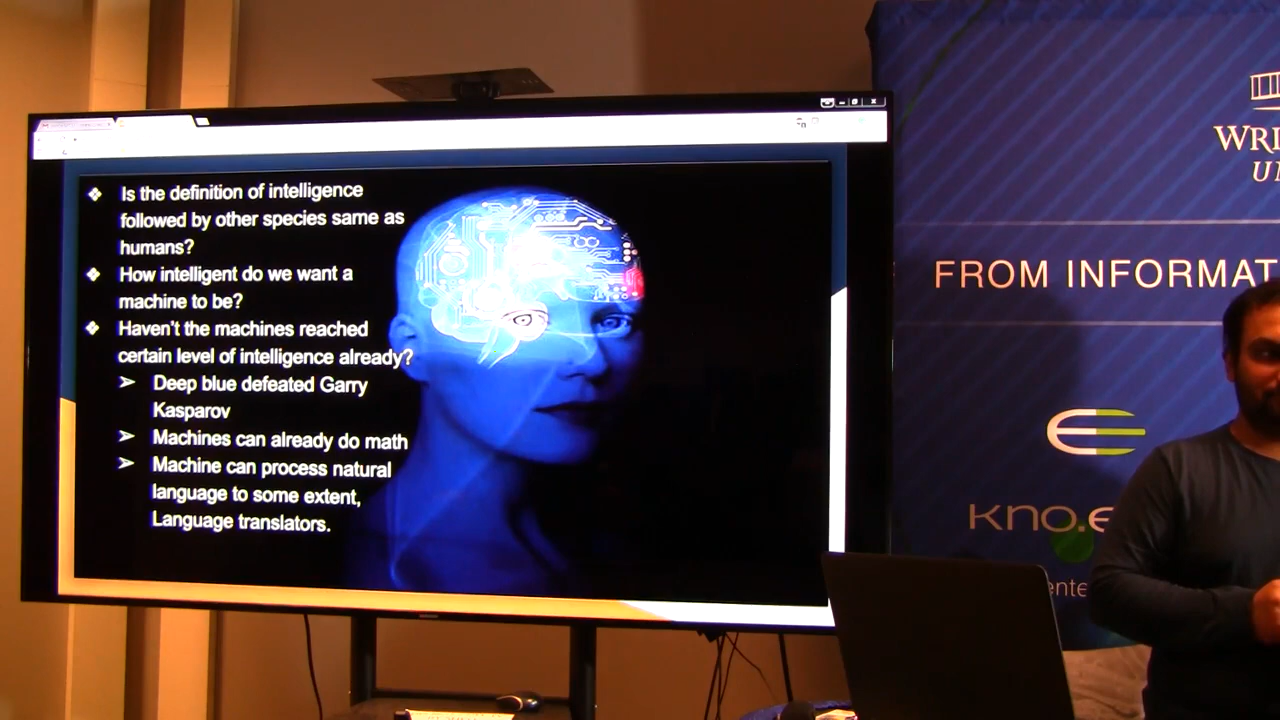 Is the definition of intelligence
followed by other species same as
humans?
How intelligent do we want a
machine to be?
Haven't the machines reached
certain level of intelligence already?
Deep blue defeated Garry
Kasparov
Machines can already do math
Machine can process natural
language to some extent,
Language translators.
WRI
UN
FROM INFORMAT
kno.e
ente